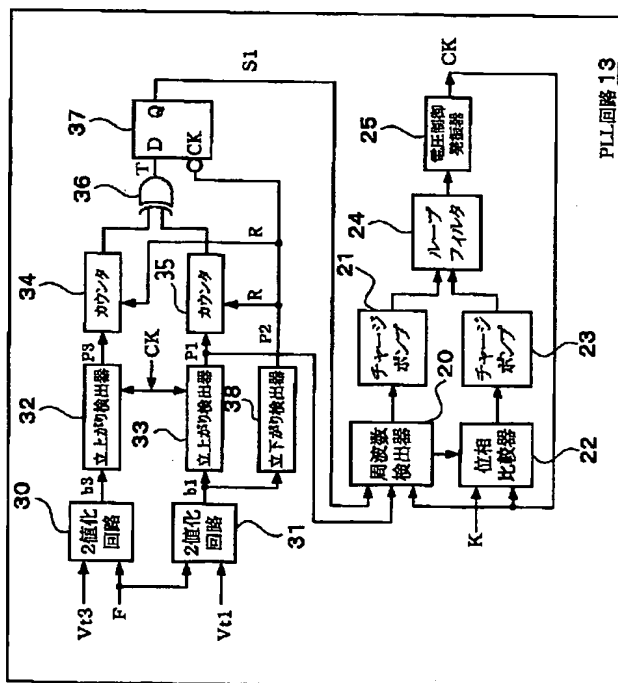 30
2値化
回路
Vt3
F
b3
32
立上がり検出器
P3
34
カウンタ
CK
31
2値化
回路
Vt1
b1
33
立上がり検出器
P1
35
カウンタ
R
R
38
立下がり検出器
P2
36
T
37
D
Q
CK
S1
20
周波数
検出器
21
チャージ
ポンプ
22
位相
比較器
K
23
チャージ
ポンプ
24
ループ
フィルタ
25
電圧制御
発振器
CK
PLL回路 13